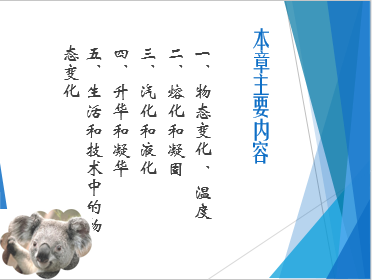 本章主要内容
一、物态变化、温度
二、熔化和凝固
三、汽化和液化
四、升华和凝华
五、生活和技术中的物
态变化